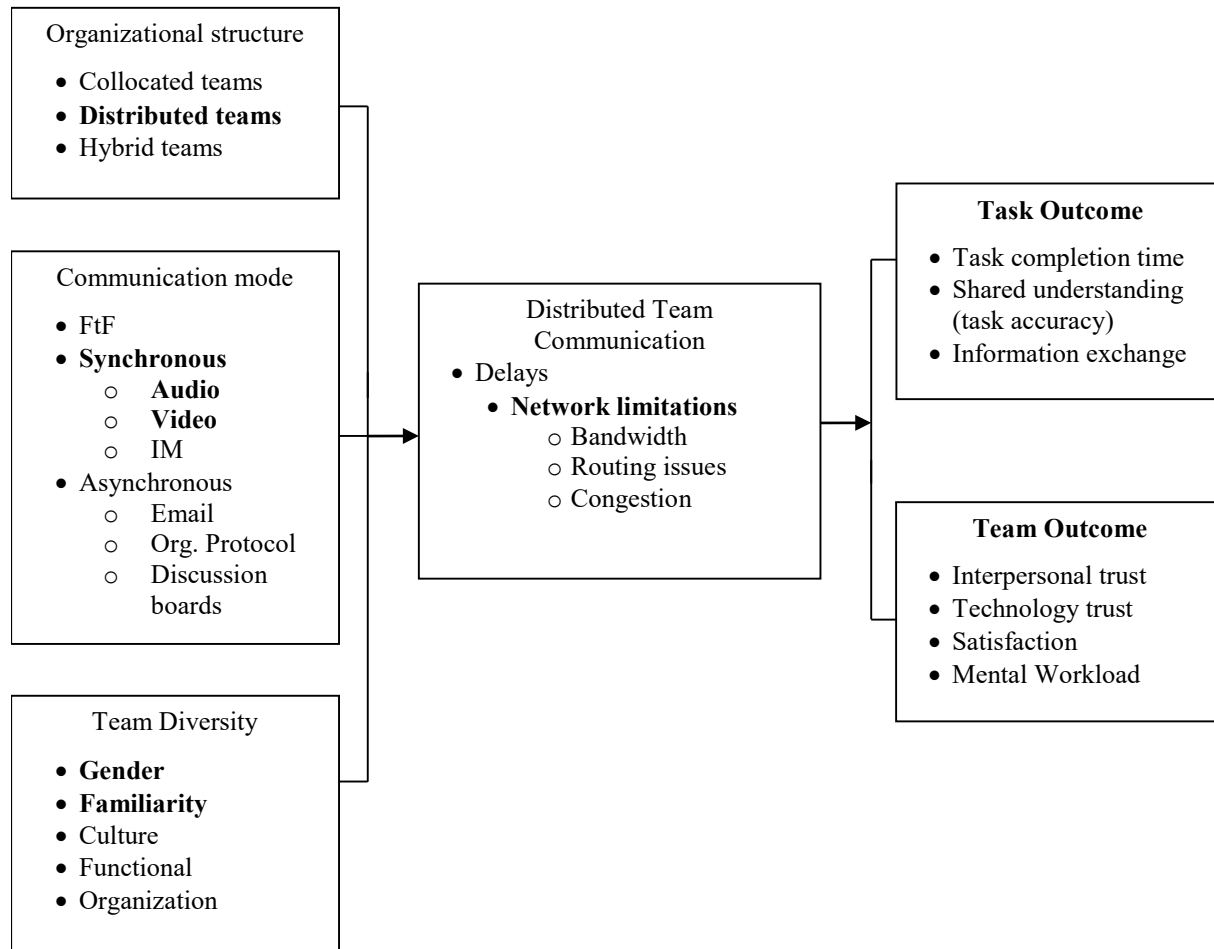 Organizational structure
• Collocated teams
• Distributed teams
• Hybrid teams
Communication mode
• FtF
• Synchronous
o Audio
o Video
o IM
• Asynchronous
o Email
o Org. Protocol
o Discussion
boards
Team Diversity
• Gender
• Familiarity
• Culture
• Functional
• Organization
Distributed Team
Communication
• Delays
• Network limitations
o Bandwidth
o Routing issues
o Congestion
Task Outcome
• Task completion time
• Shared understanding
(task accuracy)
• Information exchange
Team Outcome
• Interpersonal trust
• Technology trust
• Satisfaction
• Mental Workload